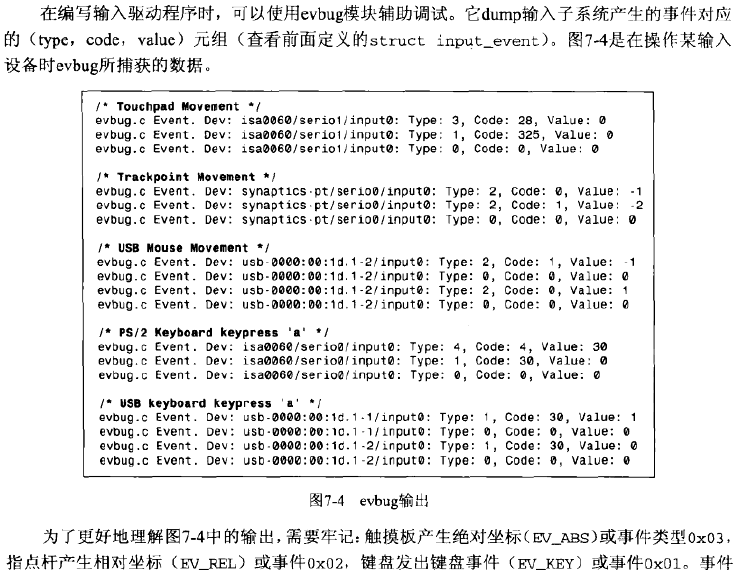 在编写输入驱动程序时，可以使用evbug模块辅助调试。它dump输入子系统产生的事件对应
的（type，code，value）元组（查看前面定义的struct input_event）。图7-4是在操作某输入
设备时evbug所捕获的数据。
/* Touchpad Movement */
evbug.c Event. Dev: isa0060/serio1/input0: Type: 3, Code: 28, Value: 0
evbug.c Event. Dev: isa0060/serio1/input0: Type: 1, Code: 325, Value: 0
evbug.c Event. Dev: isa0060/serio1/input0: Type: 0, Code: 0, Value: 0
/* Trackpoint Movement */
evbug.c Event. Dev: synaptics-pt/serio0/input0: Type: 2, Code: 0, Value: -1
evbug.c Event. Dev: synaptics-pt/serio0/input0: Type: 2, Code: 1, Value: -2
evbug.c Event. Dev: synaptics-pt/serio0/input0: Type: 0, Code: 0, Value: 0
/* USB Mouse Movement */
evbug.c Event. Dev: usb-0000:00:1d.1-2/input0: Type: 2, Code: 1, Value: -1
evbug.c Event. Dev: usb-0000:00:1d.1-2/input0: Type: 0, Code: 0, Value: 0
evbug.c Event. Dev: usb-0000:00:1d.1-2/input0: Type: 2, Code: 0, Value: 1
evbug.c Event. Dev: usb-0000:00:1d.1-2/input0: Type: 0, Code: 0, Value: 0
/* PS/2 Keyboard keypress 'a' */
evbug.c Event. Dev: isa0060/serio0/input0: Type: 4, Code: 4, Value: 30
evbug.c Event. Dev: isa0060/serio0/input0: Type: 1, Code: 30, Value: 0
evbug.c Event. Dev: isa0060/serio0/input0: Type: 0, Code: 0, Value: 0
/* USB keyboard keypress 'a' */
evbug.c Event. Dev: usb-0000:00:1d.1-1/input0: Type: 1, Code: 30, Value: 1
evbug.c Event. Dev: usb-0000:00:1d.1-1/input0: Type: 0, Code: 0, Value: 0
evbug.c Event. Dev: usb-0000:00:1d.1-2/input0: Type: 1, Code: 30, Value: 0
evbug.c Event. Dev: usb-0000:00:1d.1-2/input0: Type: 0, Code: 0, Value: 0
图7-4 evbug输出
为了更好地理解图7-4中的输出，需要牢记：触摸板产生绝对坐标（EV_ABS）或事件类型0x03，
指点杆产生相对坐标（EV_REL）或事件0x02，键盘发出键盘事件（EV_KEY）或事件0x01。事件